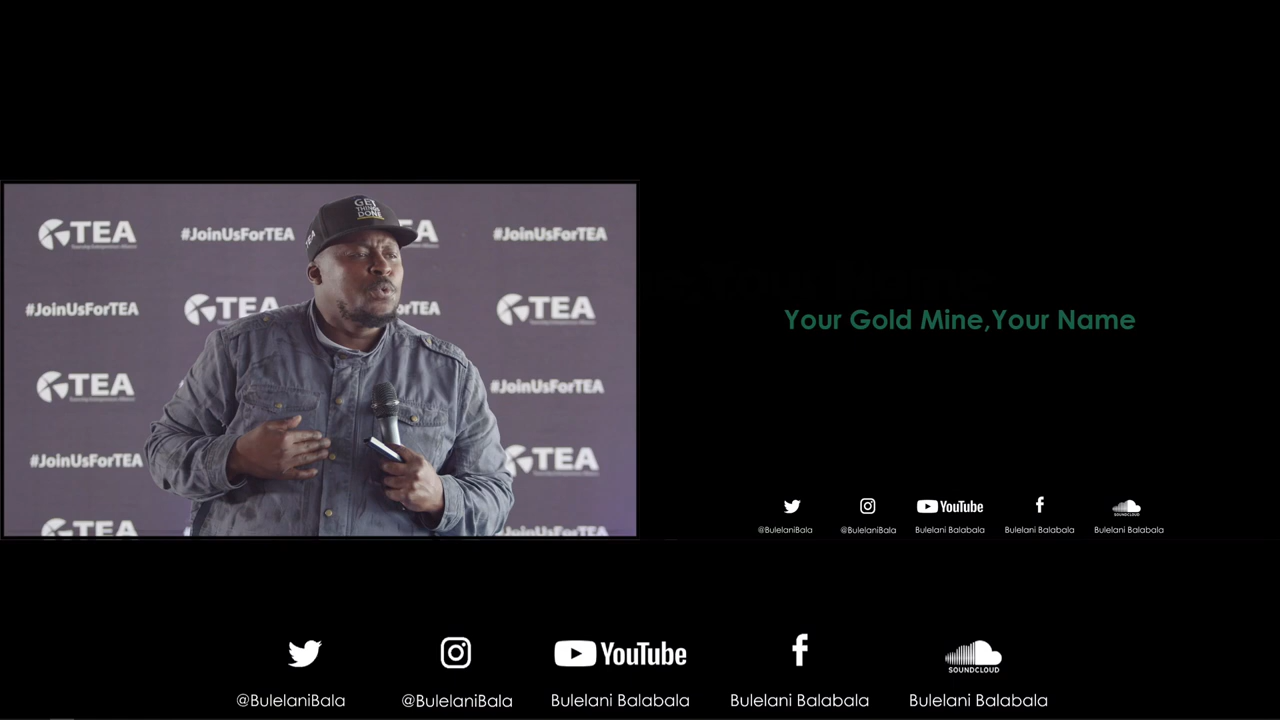 TEA
#JoinUsForTEA
#JoinUsForTEA
GET
THINGS
DONE
#JoinUsForTEA
TEA
TEA
TEA
#JoinUsForTEA
#JoinUsForTEA
TEA
TEA
#JoinUsForTEA
Your Gold Mine,Your Name
YouTube
SOUNDCLOUD
@BulelaniBala
@BulelaniBala
Bulelani Balabala
Bulelani Balabala
Bulelani Balabala
YouTube
SOUNDCLOUD
@BulelaniBala
@BulelaniBala
Bulelani Balabala
Bulelani Balabala
Bulelani Balabala